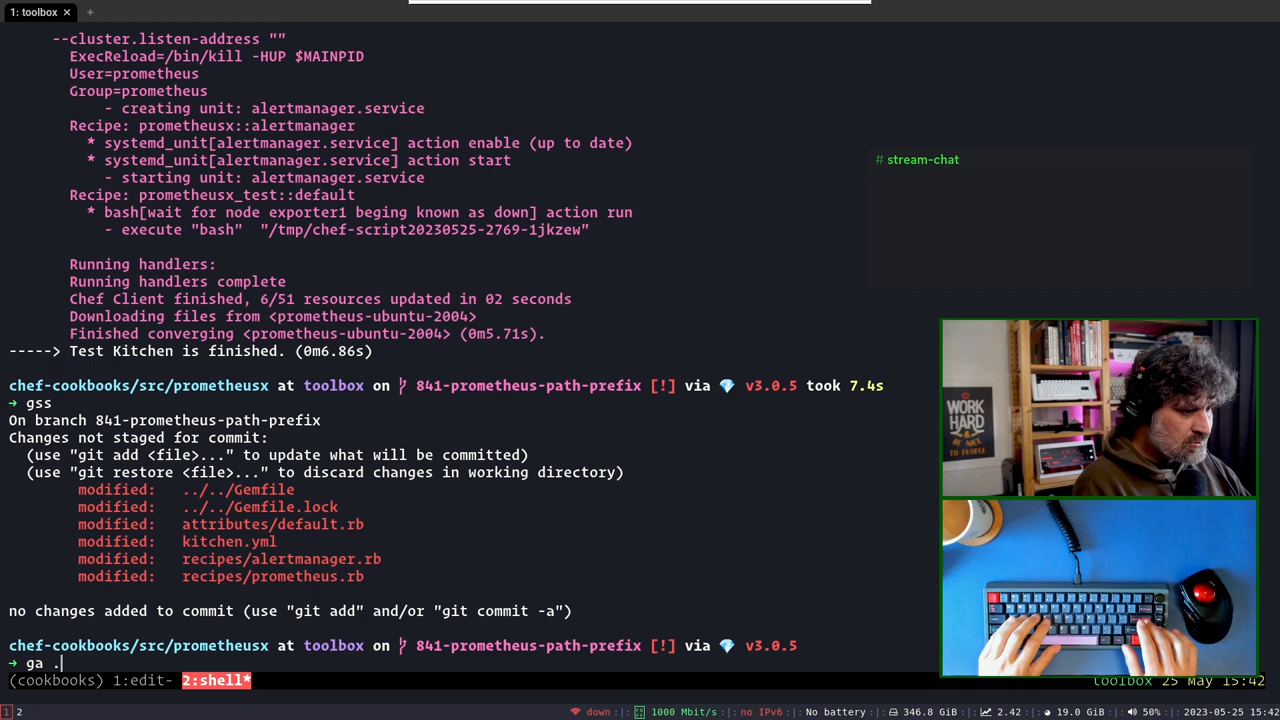 1: toolbox ✕ +
--cluster.listen-address ""
ExecReload=/bin/kill -HUP $MAINPID
User=prometheus
Group=prometheus
- creating unit: alertmanager.service
Recipe: prometheusx::alertmanager
* systemd_unit[alertmanager.service] action enable (up to date)
* systemd_unit[alertmanager.service] action start
- starting unit: alertmanager.service
Recipe: prometheusx_test::default
* bash[wait for node exporter1 beging known as down] action run
- execute "bash"  "/tmp/chef-script20230525-2769-1jkzew"
Running handlers:
Running handlers complete
Chef Client finished, 6/51 resources updated in 02 seconds
Downloading files from <prometheus-ubuntu-2004>
Finished converging <prometheus-ubuntu-2004> (0m5.71s).
-----> Test Kitchen is finished. (0m6.86s)
chef-cookbooks/src/prometheusx at toolbox on 841-prometheus-path-prefix [!] via 💎 v3.0.5 took 7.4s
➜ gss
On branch 841-prometheus-path-prefix
Changes not staged for commit:
(use "git add <file>..." to update what will be committed)
(use "git restore <file>..." to discard changes in working directory)
modified:   ../../Gemfile
modified:   ../../Gemfile.lock
modified:   attributes/default.rb
modified:   kitchen.yml
modified:   recipes/alertmanager.rb
modified:   recipes/prometheus.rb
no changes added to commit (use "git add" and/or "git commit -a")
chef-cookbooks/src/prometheusx at toolbox on 841-prometheus-path-prefix [!] via 💎 v3.0.5
➜ ga .
(cookbooks) 1:edit- 2:shell*
toolbox 25 May 15:42
# stream-chat
WORK
HARD
& BE NICE
TO PEOPLE
1 2
down 1000 Mbit/s no IPv6 No battery 346.8 GiB 2.42 19.0 GiB 50% 2023-05-25 15:42